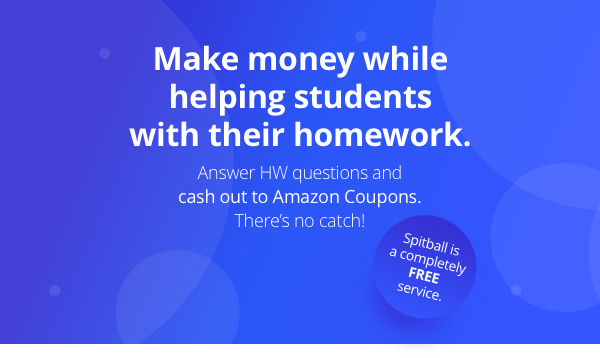 Make money while
helping students
with their homework.
Answer HW questions and
cash out to Amazon Coupons.
There's no catch!
Spitball is
a completely
FREE
service.